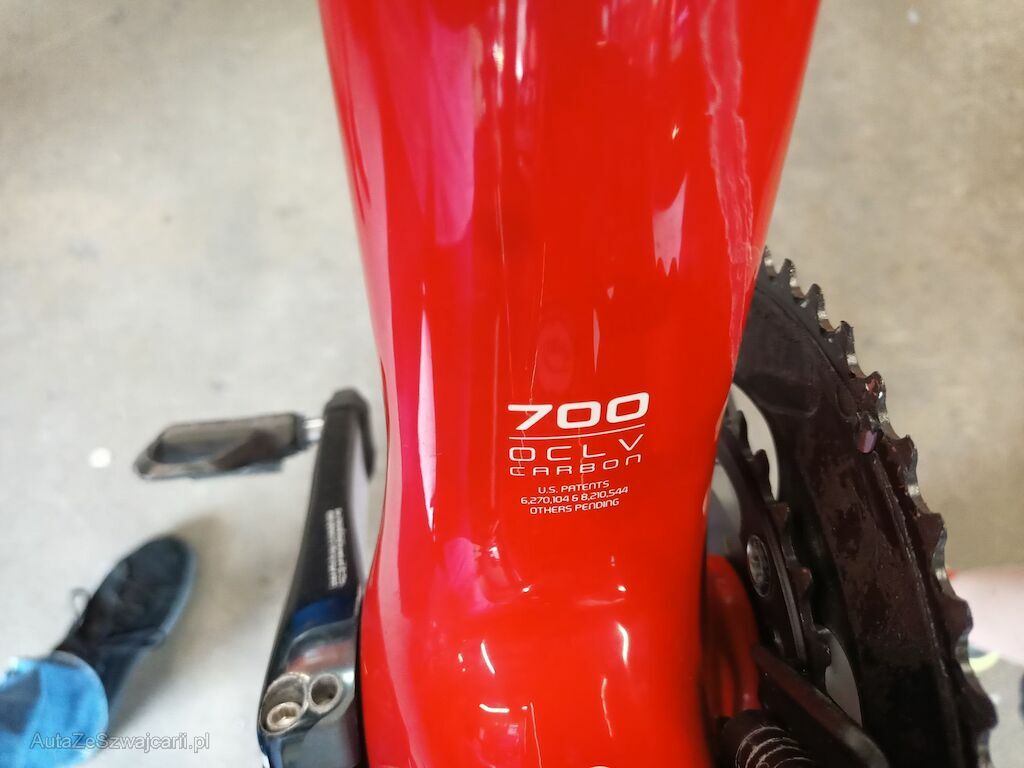 700
OCLV
CARBON
U.S. PATENTS
6,270,104 & 8,210,544
OTHERS PENDING
AutaZeSzwajcarii.pl